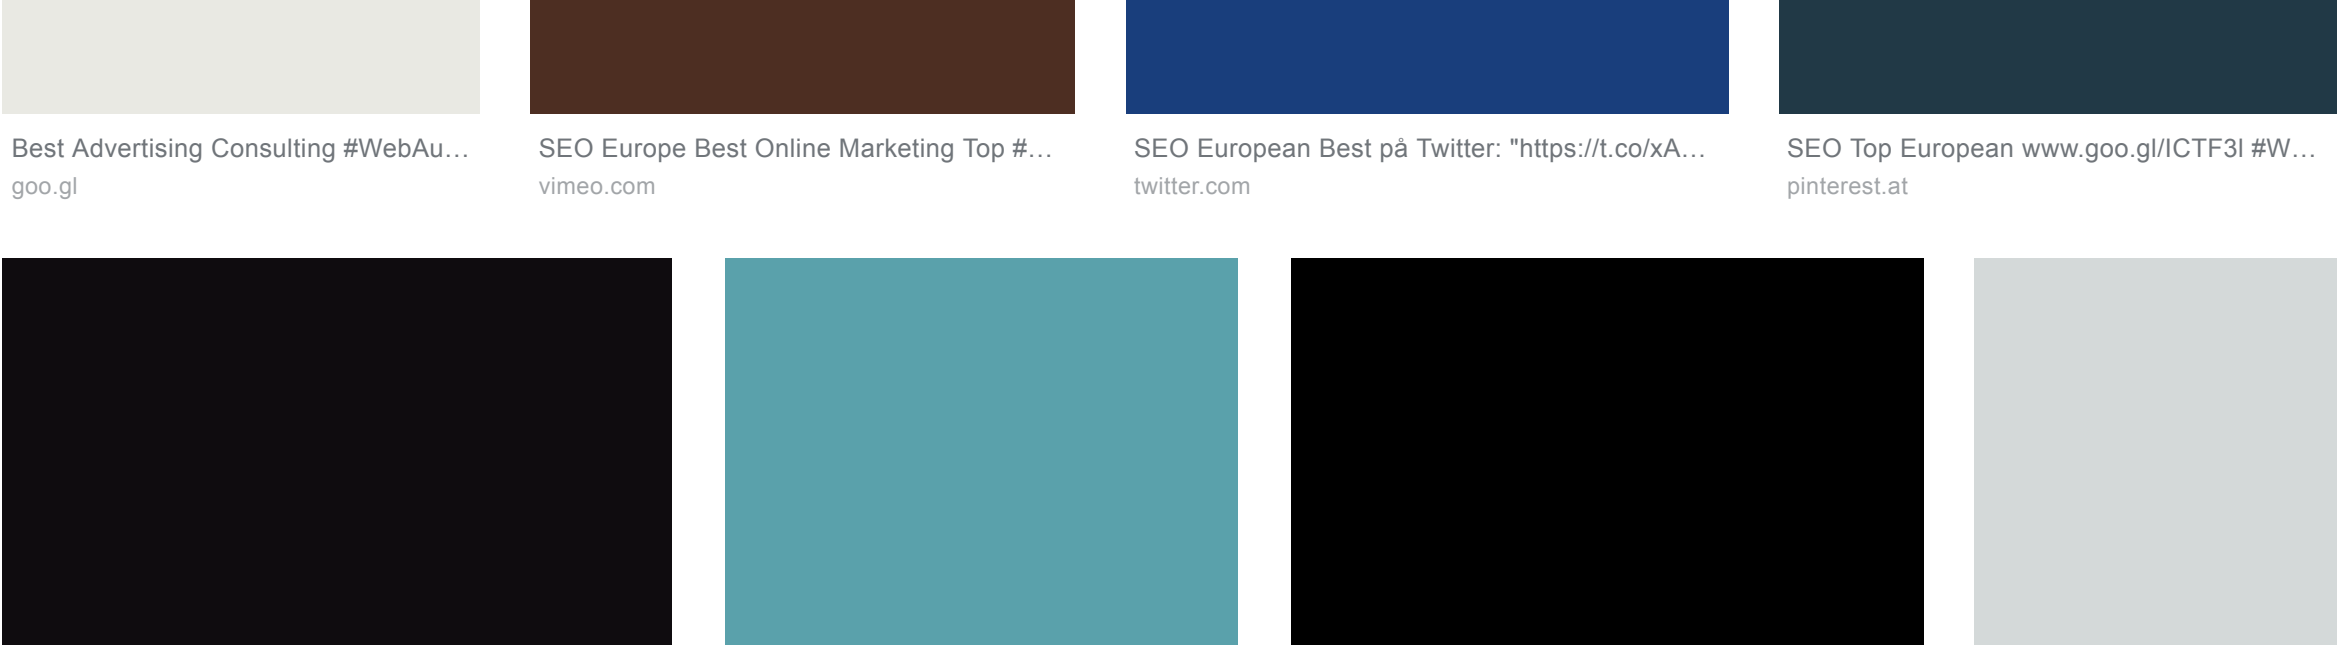 Best Advertising Consulting #WebAu…
goo.gl
SEO Europe Best Online Marketing Top #…
vimeo.com
SEO European Best på Twitter: "https://t.co/xA…
twitter.com
SEO Top European www.goo.gl/ICTF3l #W…
pinterest.at